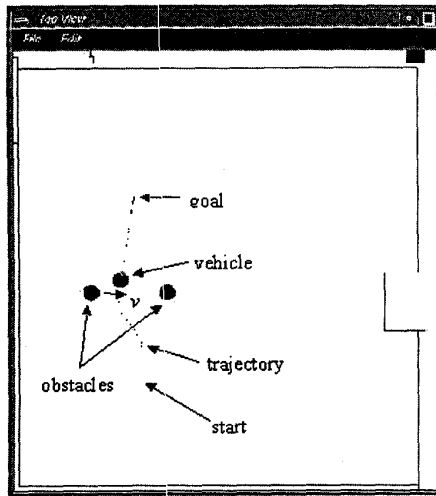 Top View
File Edit
goal
vehicle
v
obstacles
trajectory
start